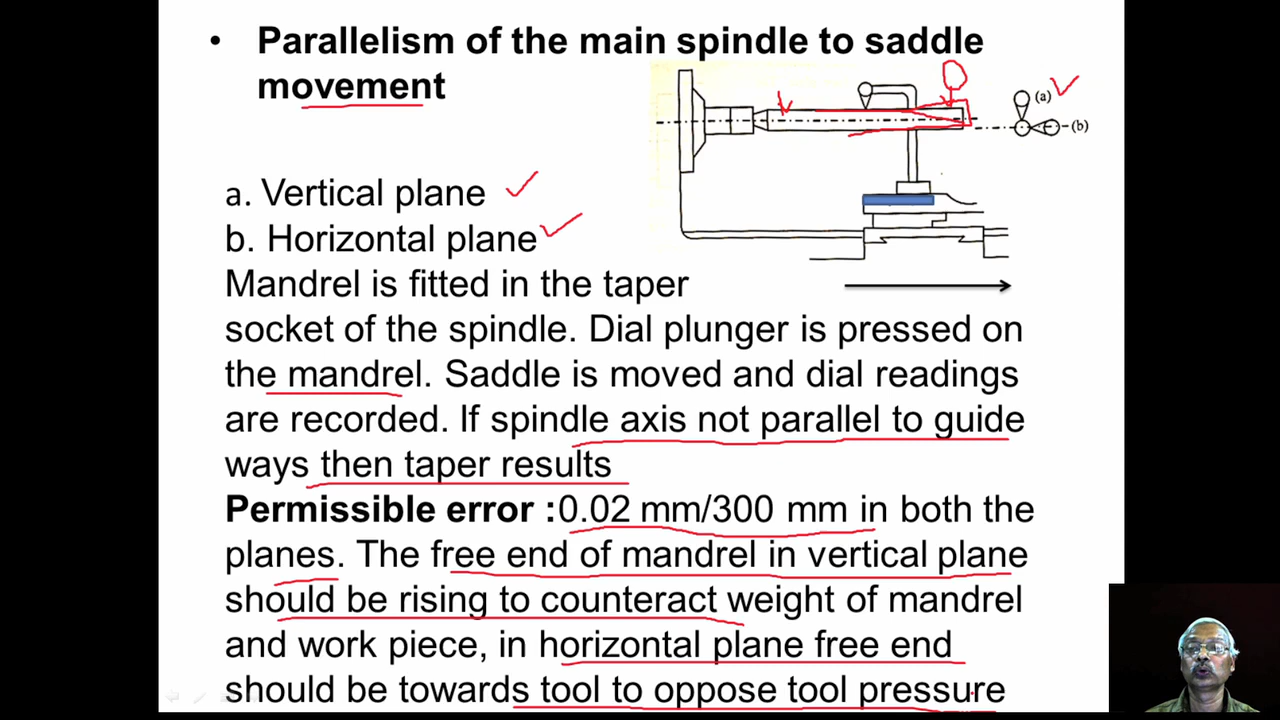 • Parallelism of the main spindle to saddle
movement
(a)
(b)
a. Vertical plane
b. Horizontal plane
Mandrel is fitted in the taper
socket of the spindle. Dial plunger is pressed on
the mandrel. Saddle is moved and dial readings
are recorded. If spindle axis not parallel to guide
ways then taper results
Permissible error :0.02 mm/300 mm in both the
planes. The free end of mandrel in vertical plane
should be rising to counteract weight of mandrel
and work piece, in horizontal plane free end
should be towards tool to oppose tool pressure